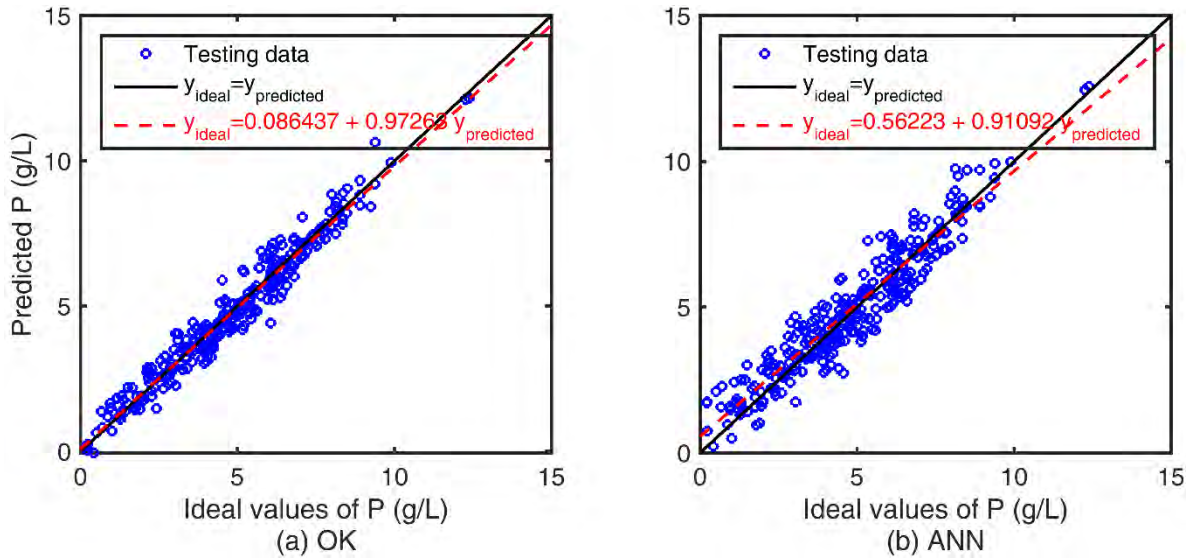 15
Testing data
y_ideal=y_predicted
y_ideal=0.086437 + 0.97263 y_predicted
10
5
0
0 5 10 15
Predicted P (g/L)
Ideal values of P (g/L)
(a) OK
15
Testing data
y_ideal=y_predicted
y_ideal=0.56223 + 0.91092 y_predicted
10
5
0
0 5 10 15
Ideal values of P (g/L)
(b) ANN